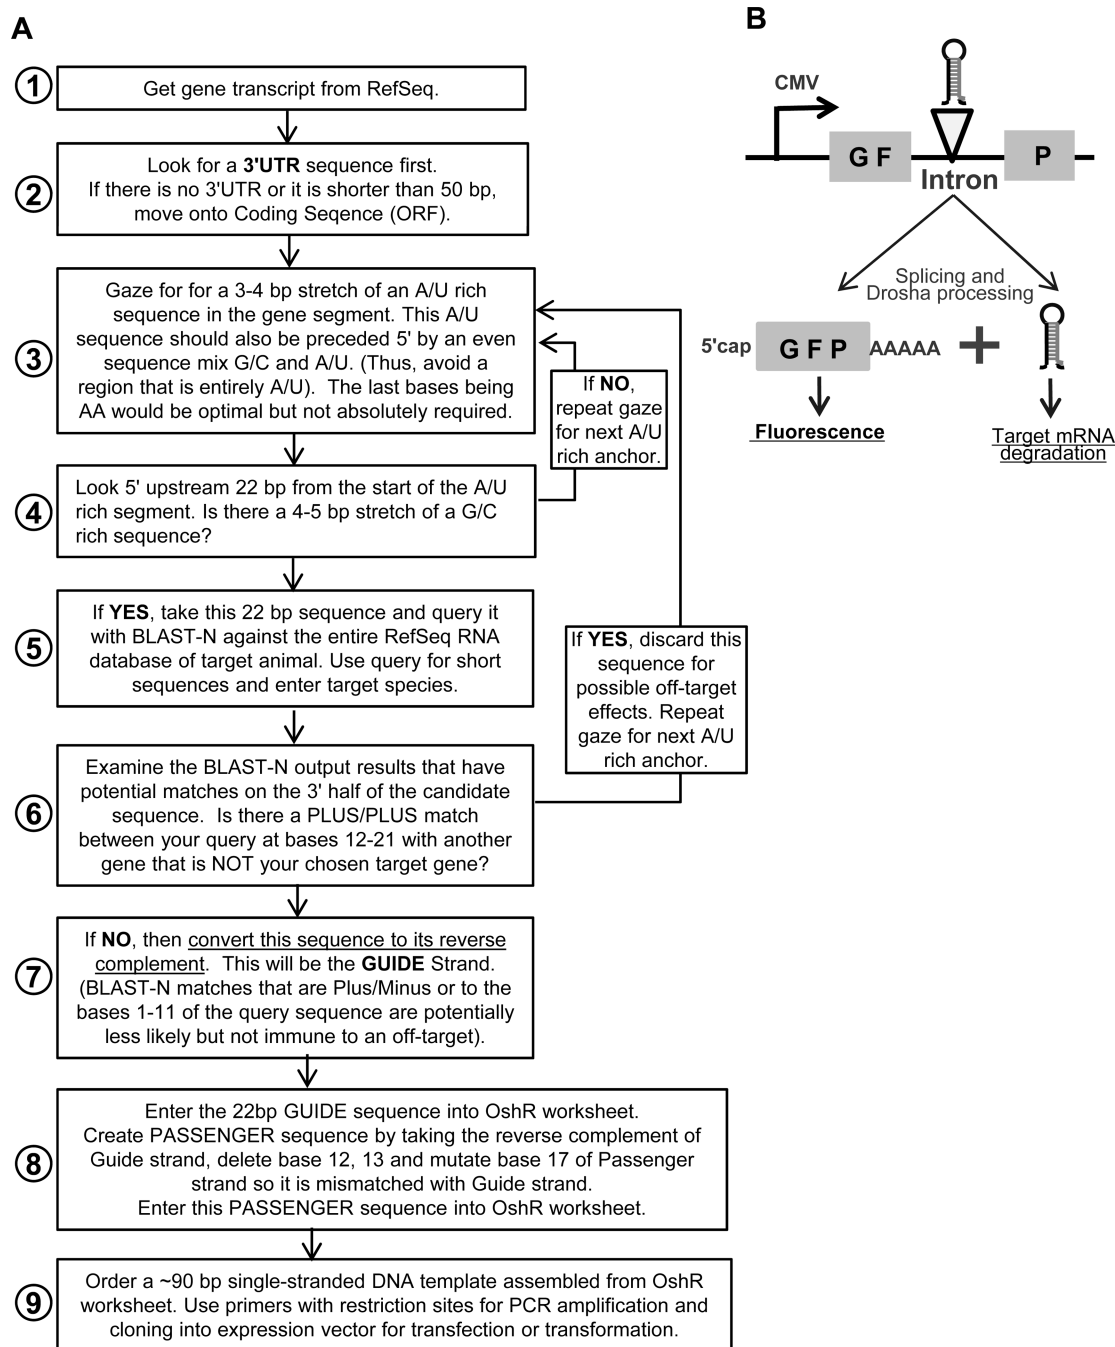 A
1
Get gene transcript from RefSeq.
2
Look for a 3'UTR sequence first.
If there is no 3'UTR or it is shorter than 50 bp,
move onto Coding Seqence (ORF).
3
Gaze for for a 3-4 bp stretch of an A/U rich
sequence in the gene segment. This A/U
sequence should also be preceded 5' by an even
sequence mix G/C and A/U. (Thus, avoid a
region that is entirely A/U).  The last bases being
AA would be optimal but not absolutely required.
If NO,
repeat gaze
for next A/U
rich anchor.
4
Look 5' upstream 22 bp from the start of the A/U
rich segment. Is there a 4-5 bp stretch of a G/C
rich sequence?
5
If YES, take this 22 bp sequence and query it
with BLAST-N against the entire RefSeq RNA
database of target animal. Use query for short
sequences and enter target species.
If YES, discard this
sequence for
possible off-target
effects. Repeat
gaze for next A/U
rich anchor.
6
Examine the BLAST-N output results that have
potential matches on the 3' half of the candidate
sequence.  Is there a PLUS/PLUS match
between your query at bases 12-21 with another
gene that is NOT your chosen target gene?
7
If NO, then convert this sequence to its reverse
complement.  This will be the GUIDE Strand.
(BLAST-N matches that are Plus/Minus or to the
bases 1-11 of the query sequence are potentially
less likely but not immune to an off-target).
8
Enter the 22bp GUIDE sequence into OshR worksheet.
Create PASSENGER sequence by taking the reverse complement of
Guide strand, delete base 12, 13 and mutate base 17 of Passenger
strand so it is mismatched with Guide strand.
Enter this PASSENGER sequence into OshR worksheet.
9
Order a ~90 bp single-stranded DNA template assembled from OshR
worksheet. Use primers with restriction sites for PCR amplification and
cloning into expression vector for transfection or transformation.
B
CMV
G F
P
Intron
Splicing and
Drosha processing
5'cap
G F P
AAAAA
+
Fluorescence
Target mRNA
degradation